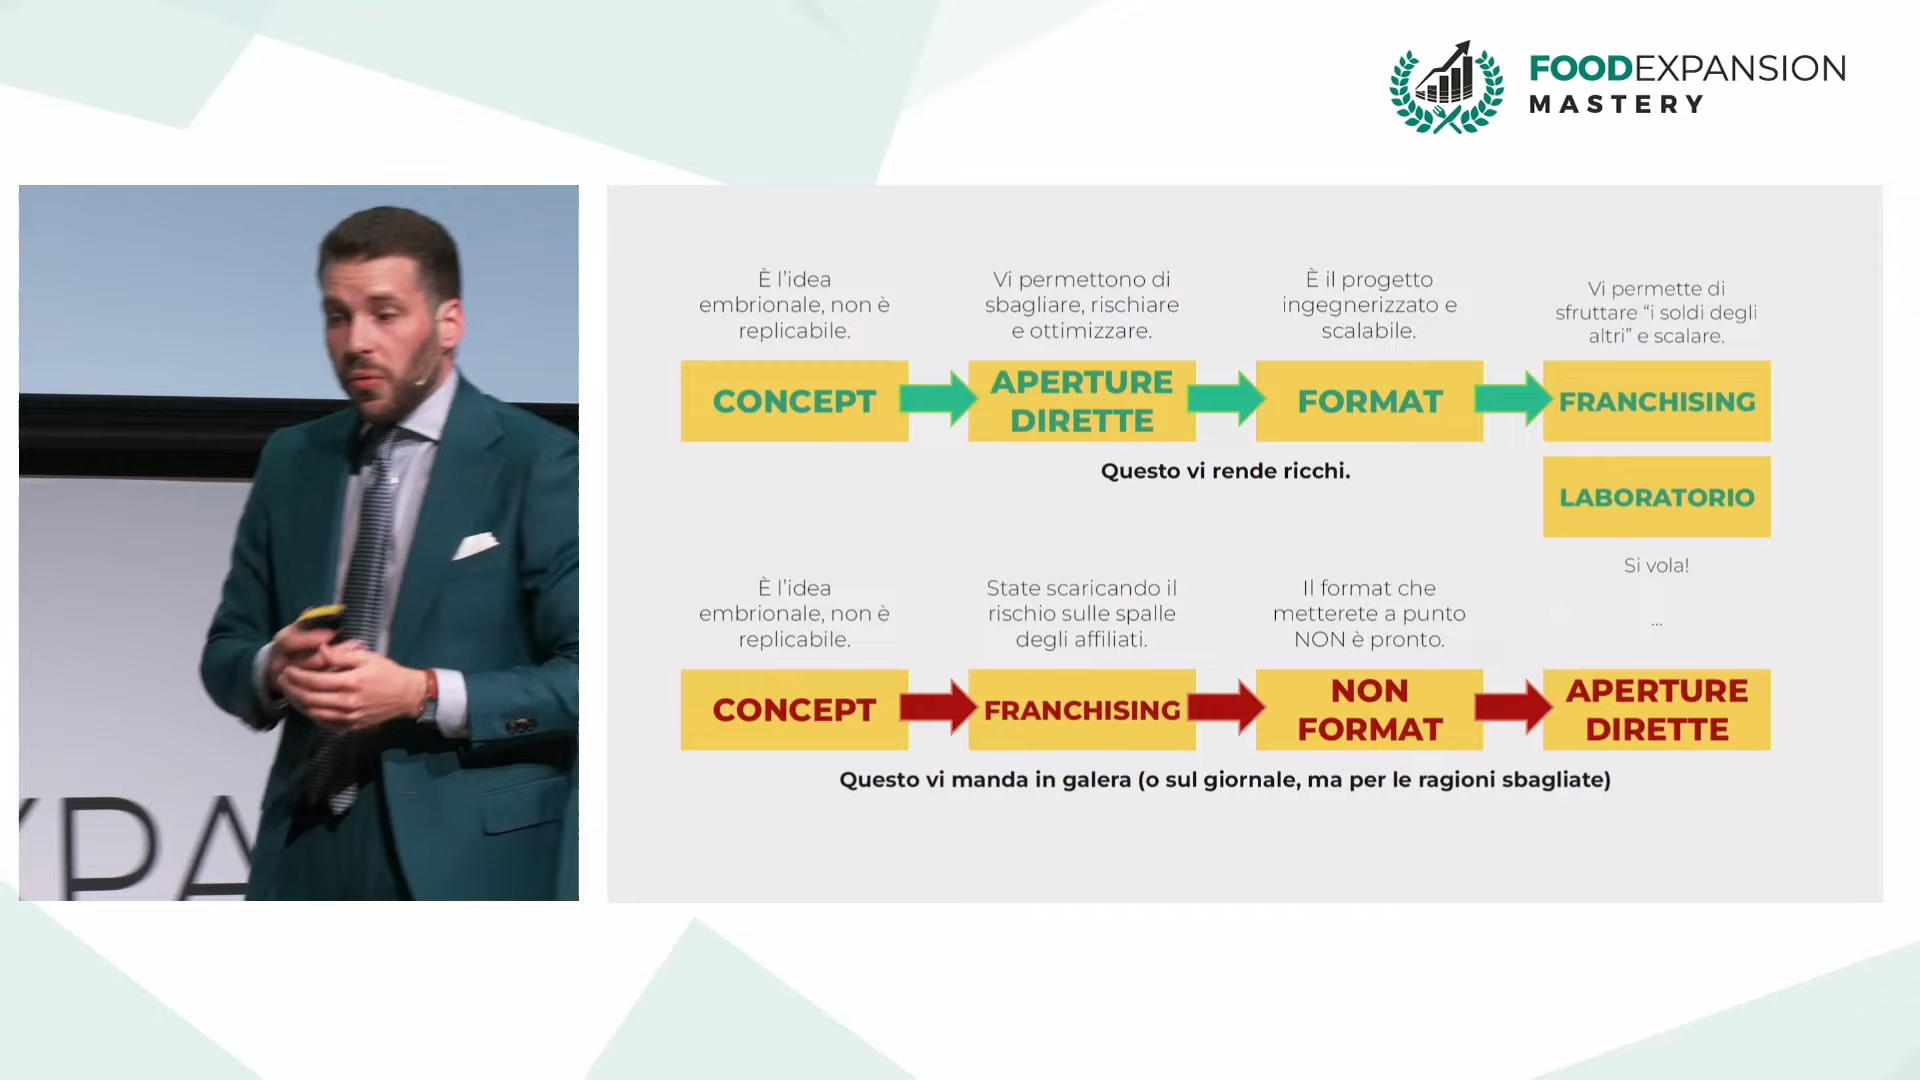 FOODEXPANSION
MASTERY
È l'idea
embrionale, non è
replicabile.
Vi permettono di
sbagliare, rischiare
e ottimizzare.
È il progetto
ingegnerizzato e
scalabile.
Vi permette di
sfruttare “i soldi degli
altri” e scalare.
CONCEPT
APERTURE
DIRETTE
FORMAT
FRANCHISING
Questo vi rende ricchi.
LABORATORIO
Si vola!
...
È l'idea
embrionale, non è
replicabile.
State scaricando il
rischio sulle spalle
degli affiliati.
Il format che
metterete a punto
NON è pronto.
CONCEPT
FRANCHISING
NON
FORMAT
APERTURE
DIRETTE
Questo vi manda in galera (o sul giornale, ma per le ragioni sbagliate)
XPA